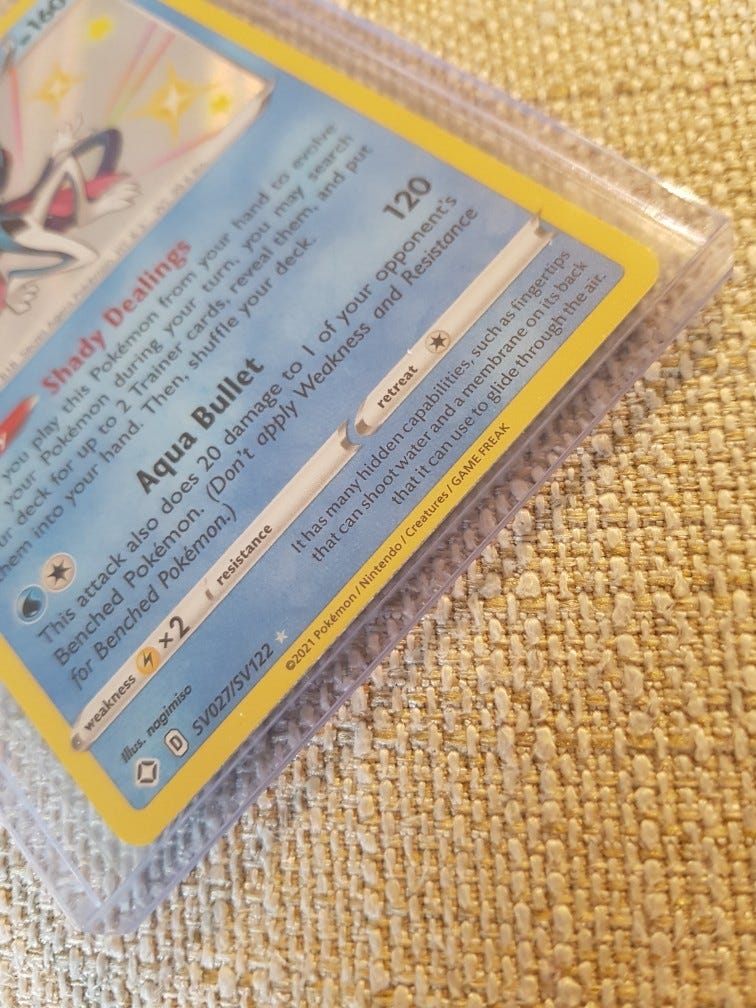 160
Shady Dealings
you play this Pokémon from your hand to evolve
your Pokémon during your turn, you may search
deck for up to 2 Trainer cards, reveal them, and put
them into your hand. Then, shuffle your deck.
Aqua Bullet 120
This attack also does 20 damage to 1 of your opponent's
Benched Pokémon. (Don't apply Weakness and Resistance
for Benched Pokémon.)
weakness ×2 resistance retreat
It has many hidden capabilities, such as fingertips
that can shoot water and a membrane on its back
that it can use to glide through the air.
Illus. nagimiso
D SV027/SV122
©2021 Pokémon / Nintendo / Creatures / GAME FREAK